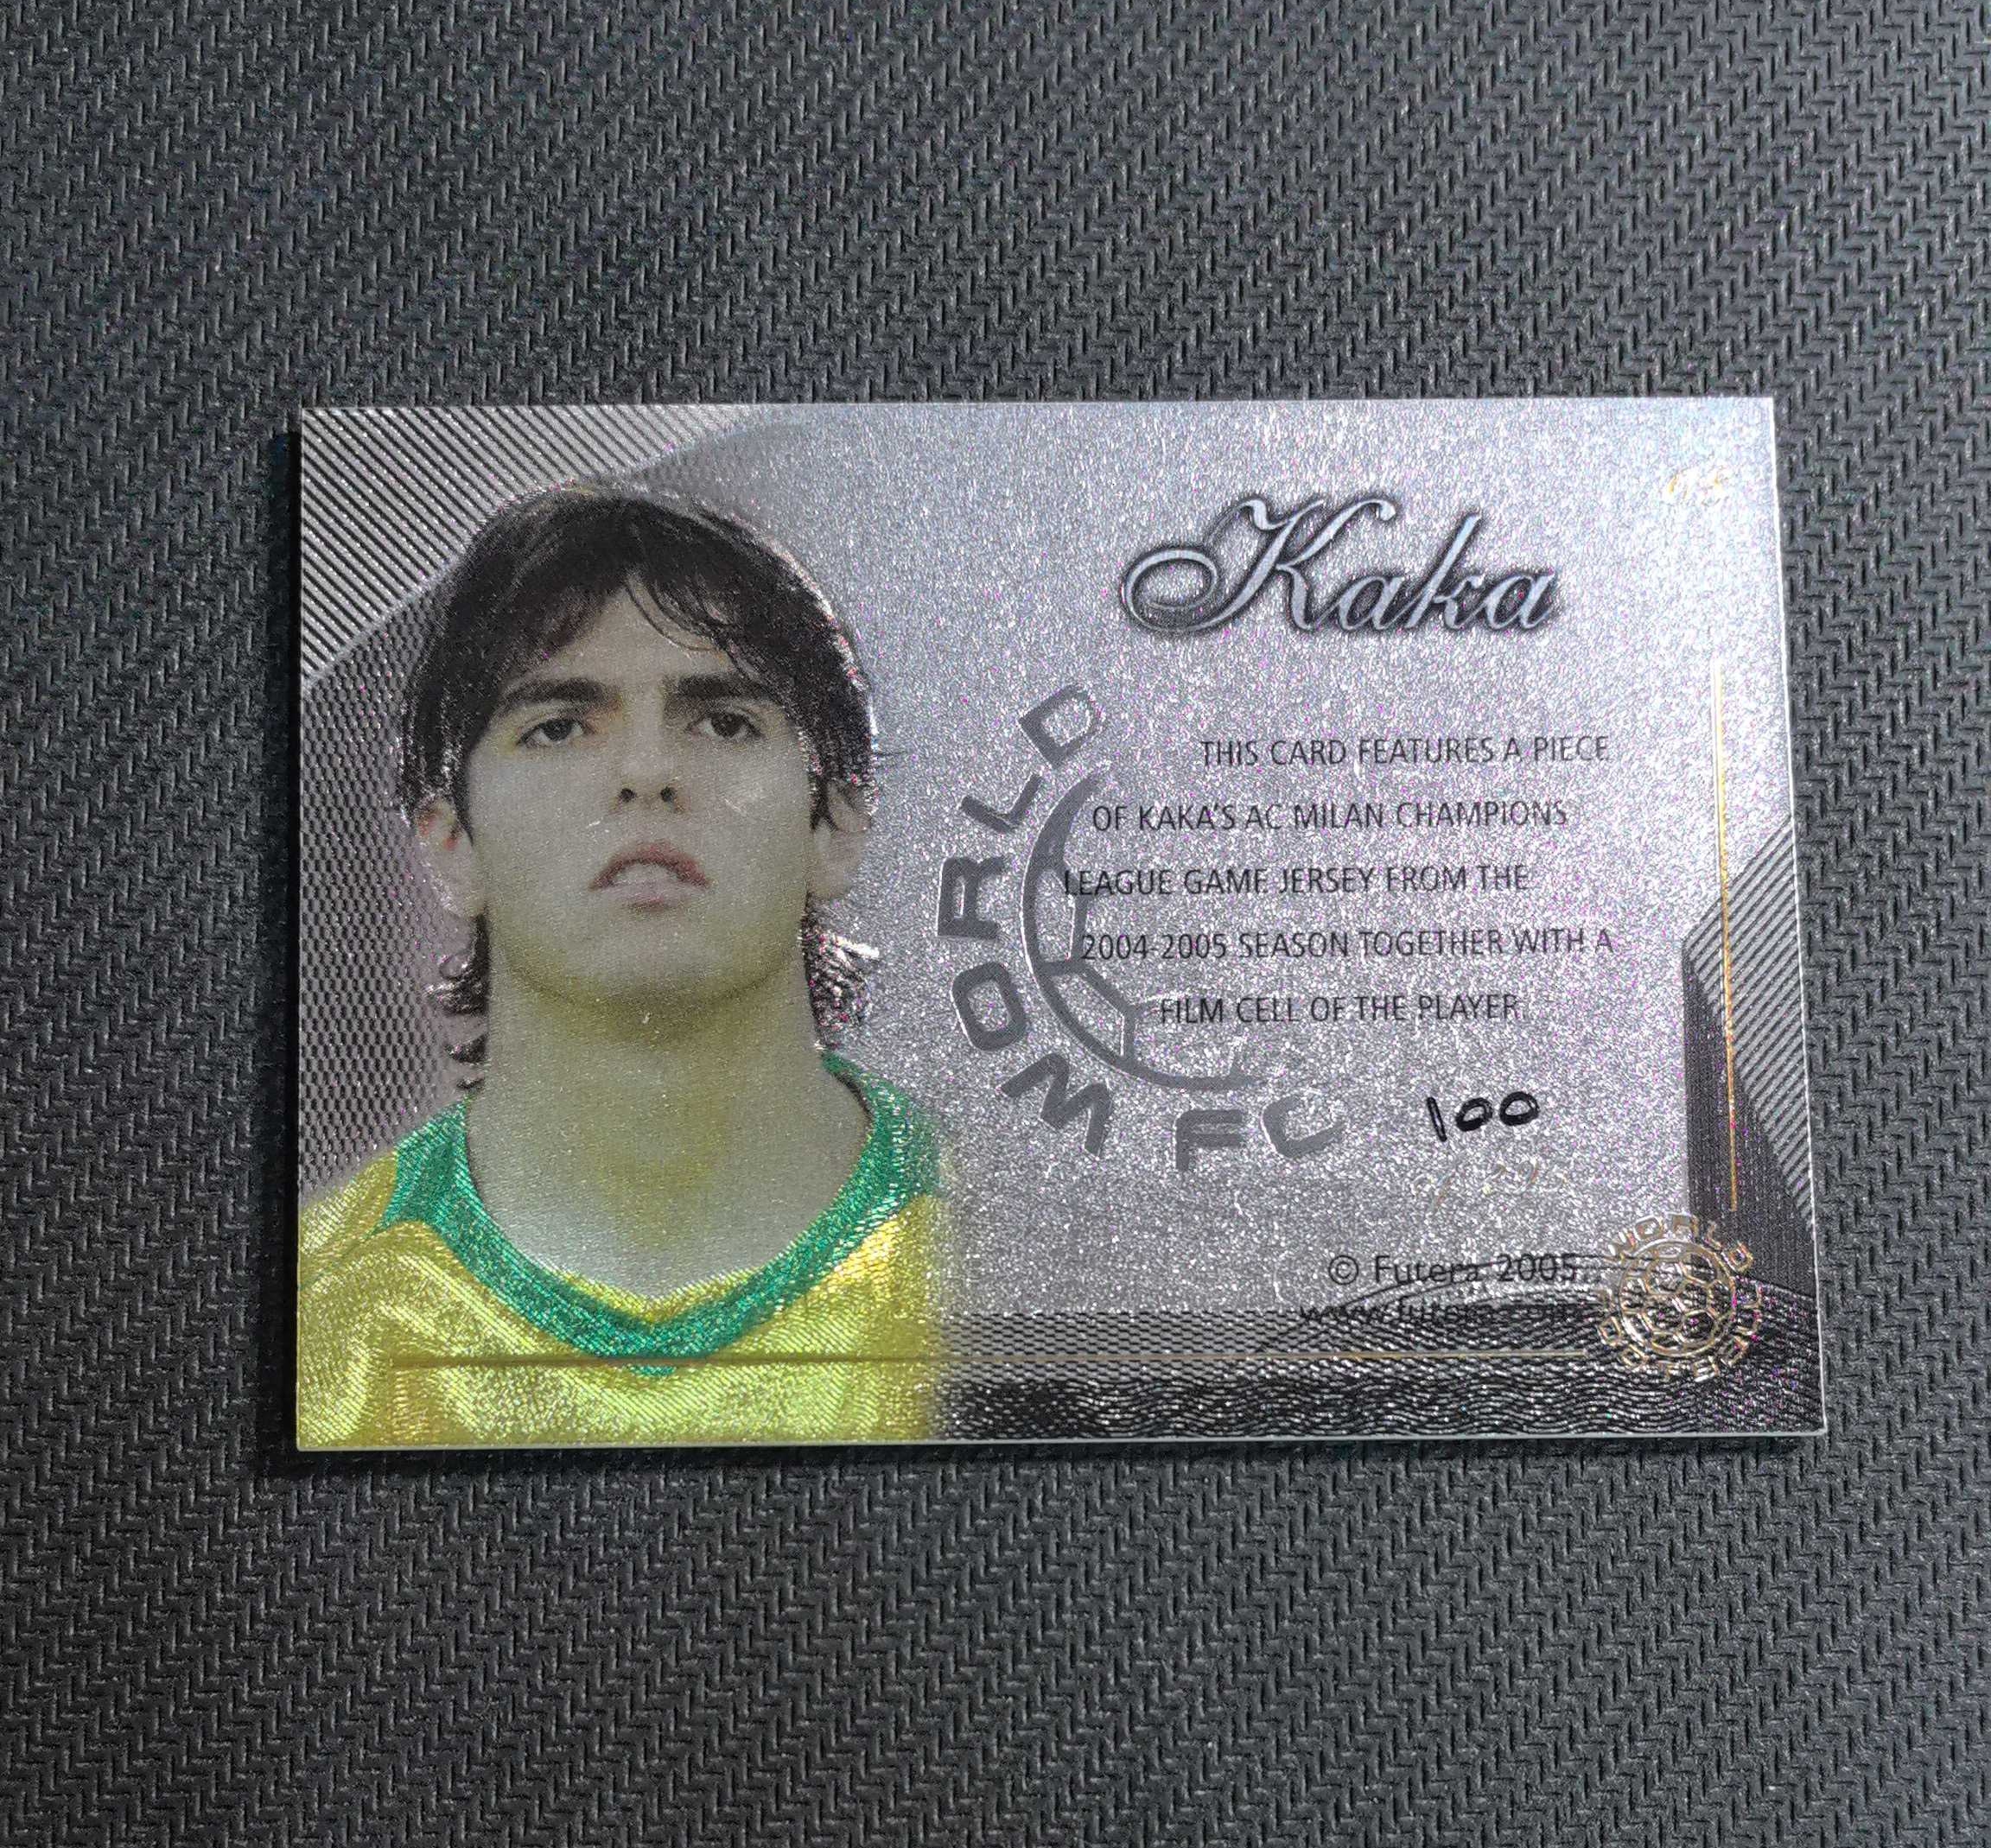 Kaka
THIS CARD FEATURES A PIECE
OF KAKA'S AC MILAN CHAMPIONS
LEAGUE GAME JERSEY FROM THE
2004-2005 SEASON TOGETHER WITH A
FILM CELL OF THE PLAYER.
WORLD FC
100
© Futera 2005